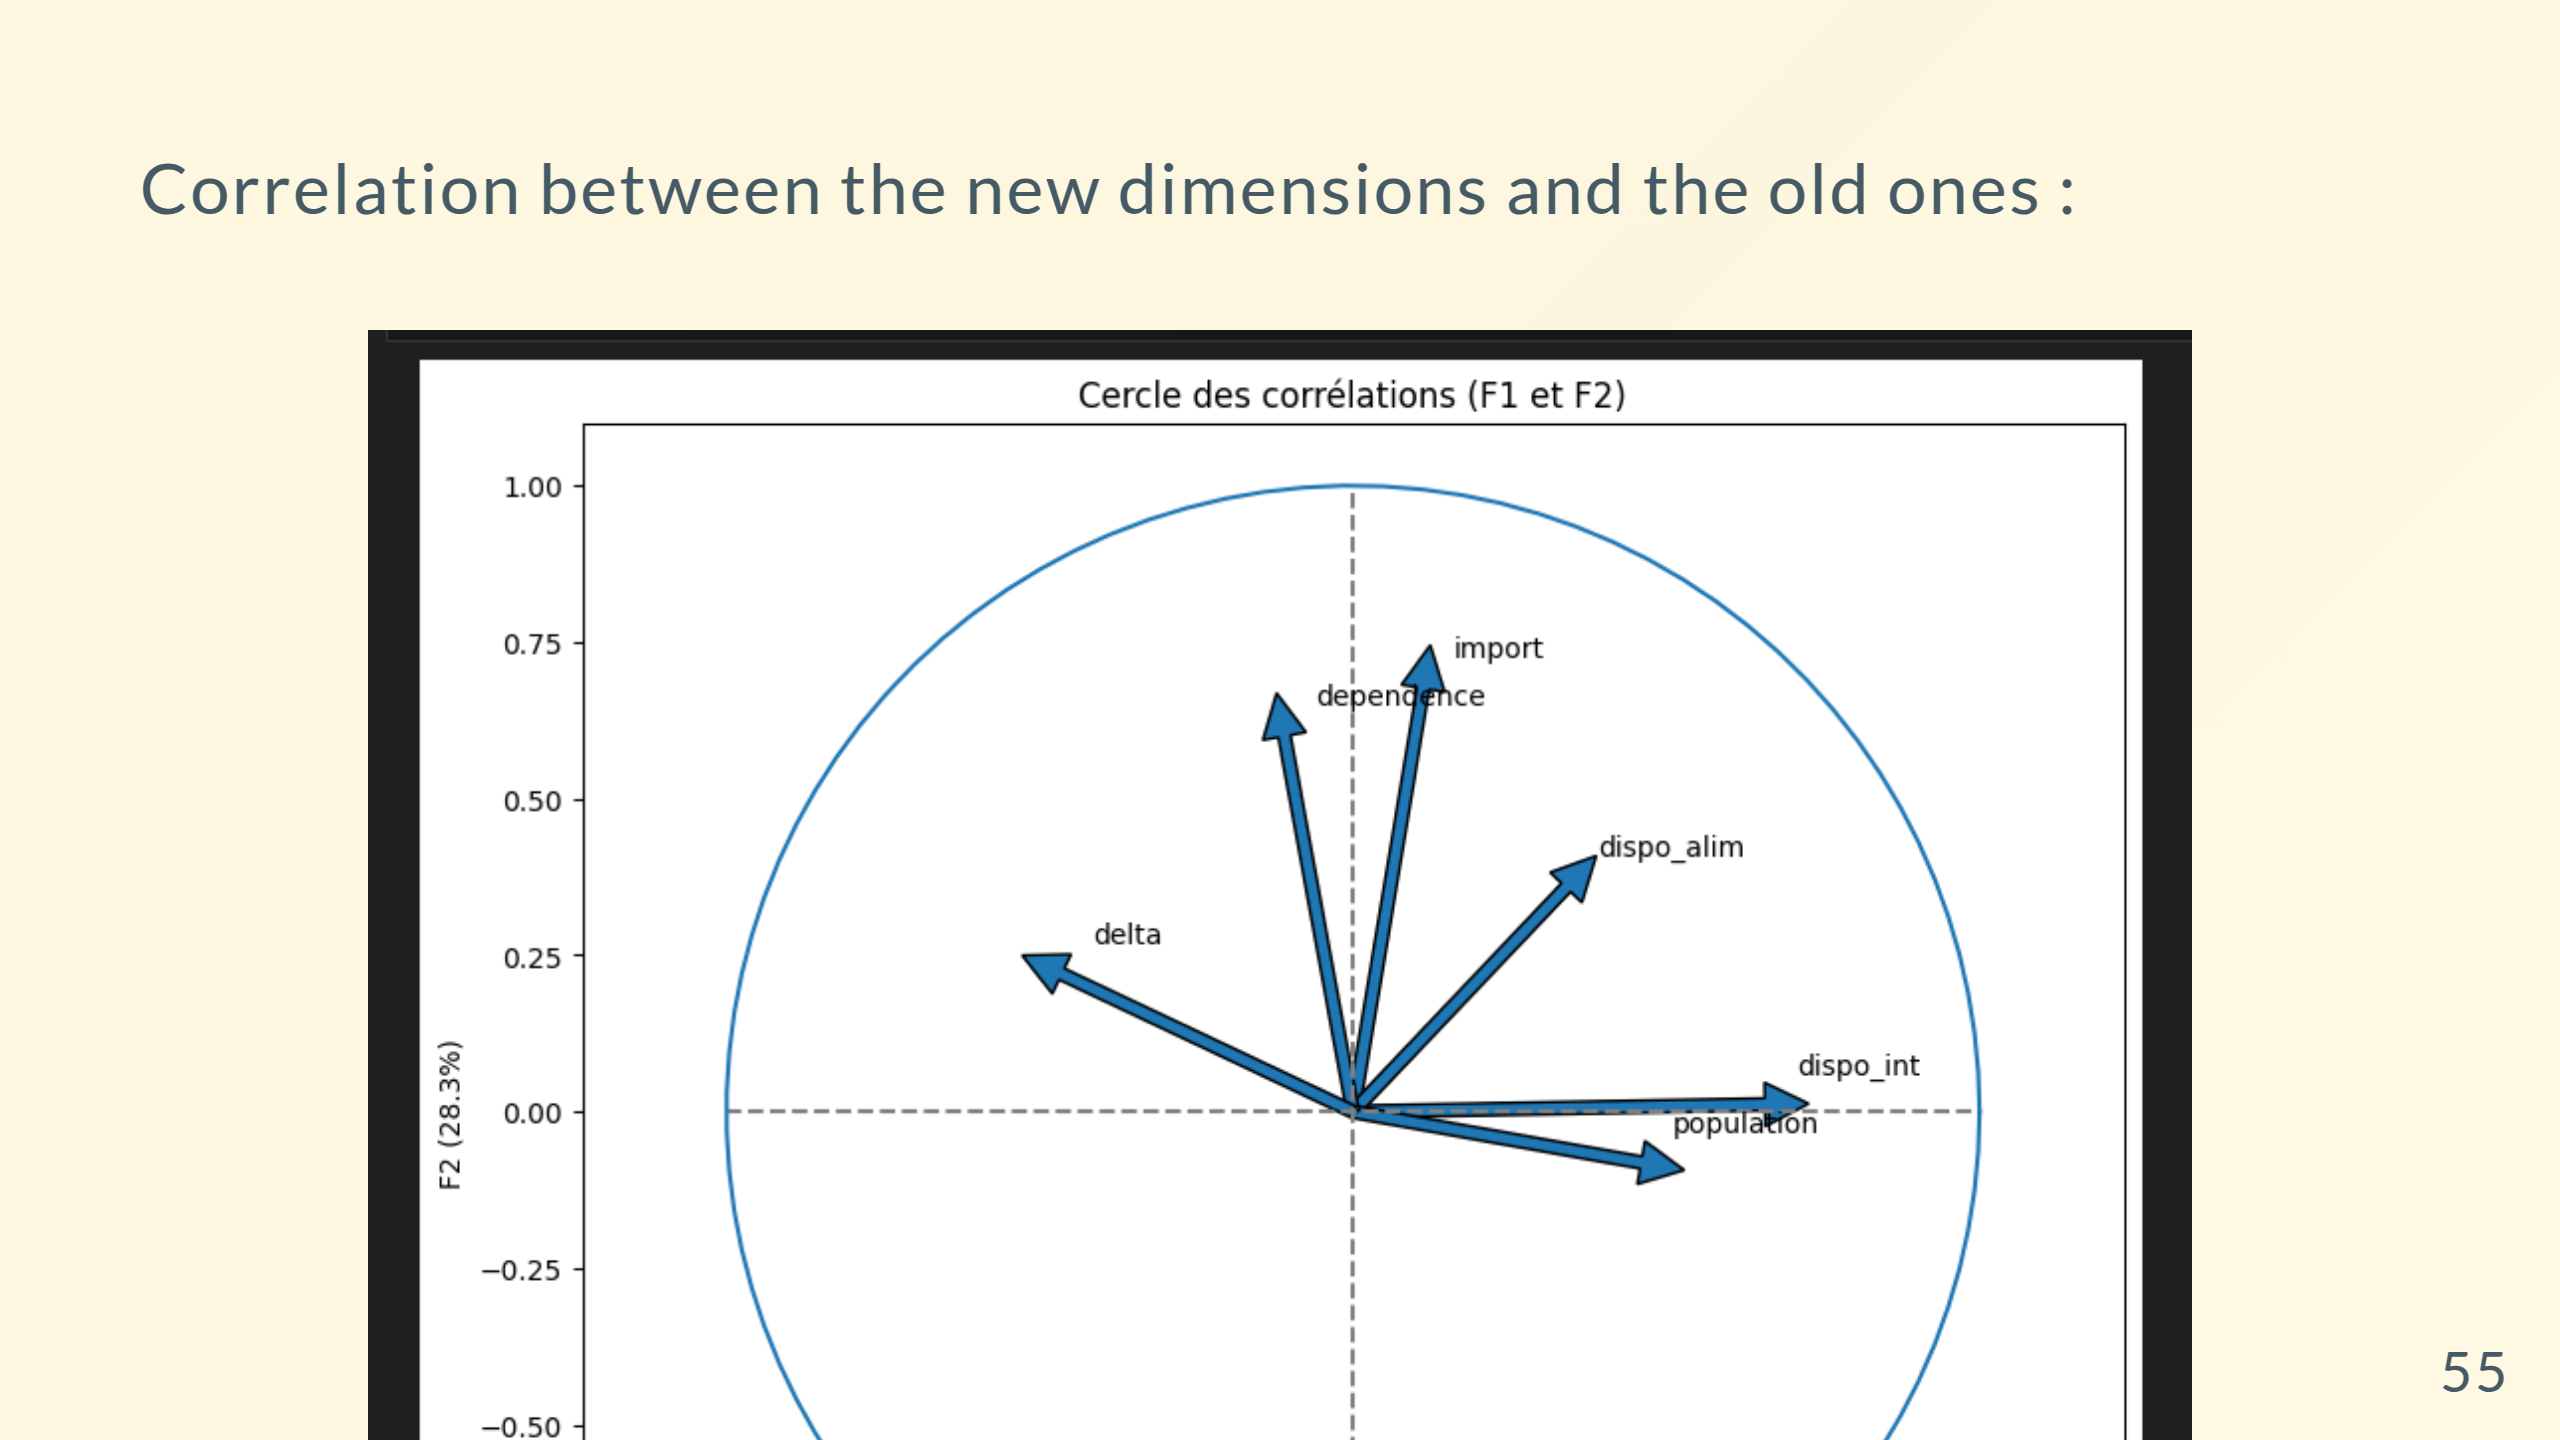 Correlation between the new dimensions and the old ones :
Cercle des corrélations (F1 et F2)
1.00
0.75
0.50
0.25
0.00
−0.25
−0.50
F2 (28.3%)
import
dependence
dispo_alim
delta
dispo_int
population
55